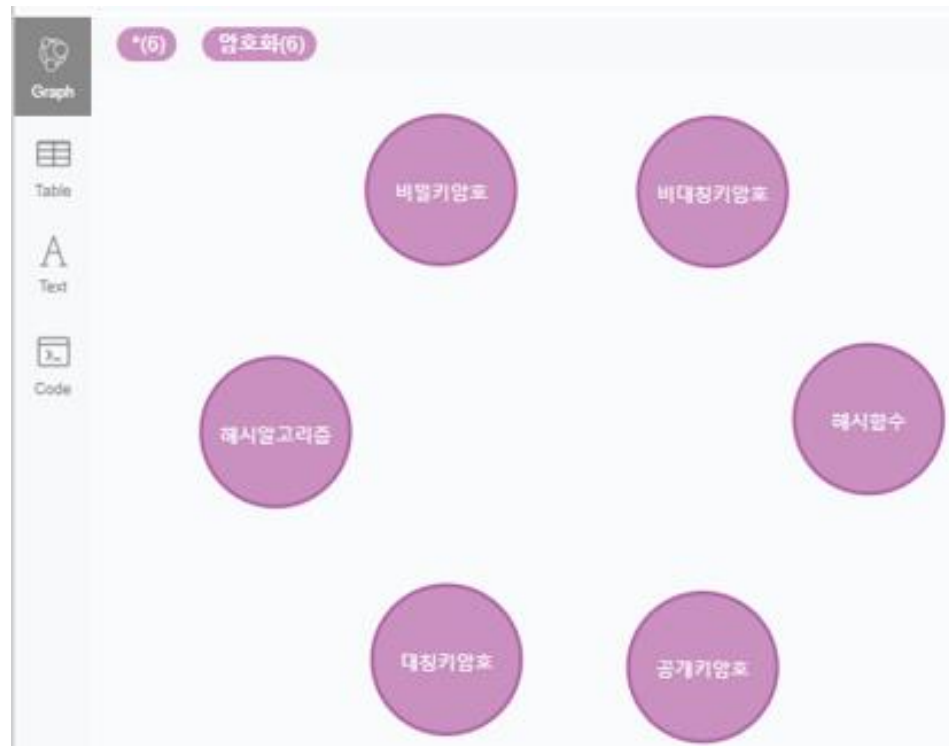 *(6) 암호화(6)
Graph
Table
A
Text
Code
비밀키암호
비대칭키암호
해시알고리즘
해시함수
대칭키암호
공개키암호